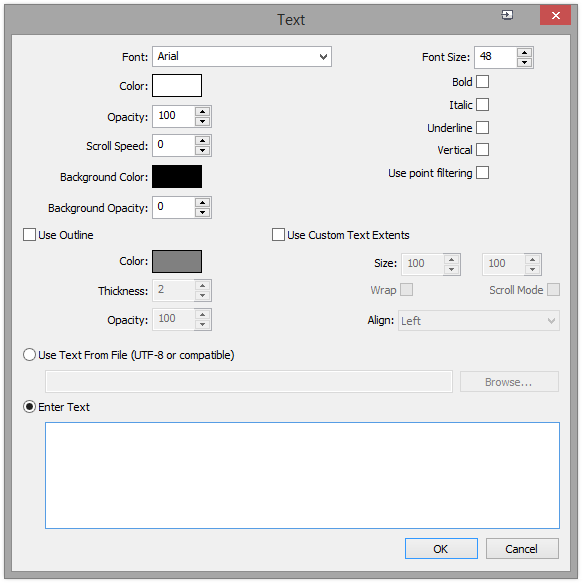 Text
Font: Arial Font Size: 48
Color: Bold
Italic
Opacity: 100 Underline
Scroll Speed: 0 Vertical
Background Color: Use point filtering
Background Opacity: 0
Use Outline Use Custom Text Extents
Color: Size: 100 100
Thickness: 2 Wrap Scroll Mode
Opacity: 100 Align: Left
Use Text From File (UTF-8 or compatible)
Browse...
Enter Text
OK Cancel